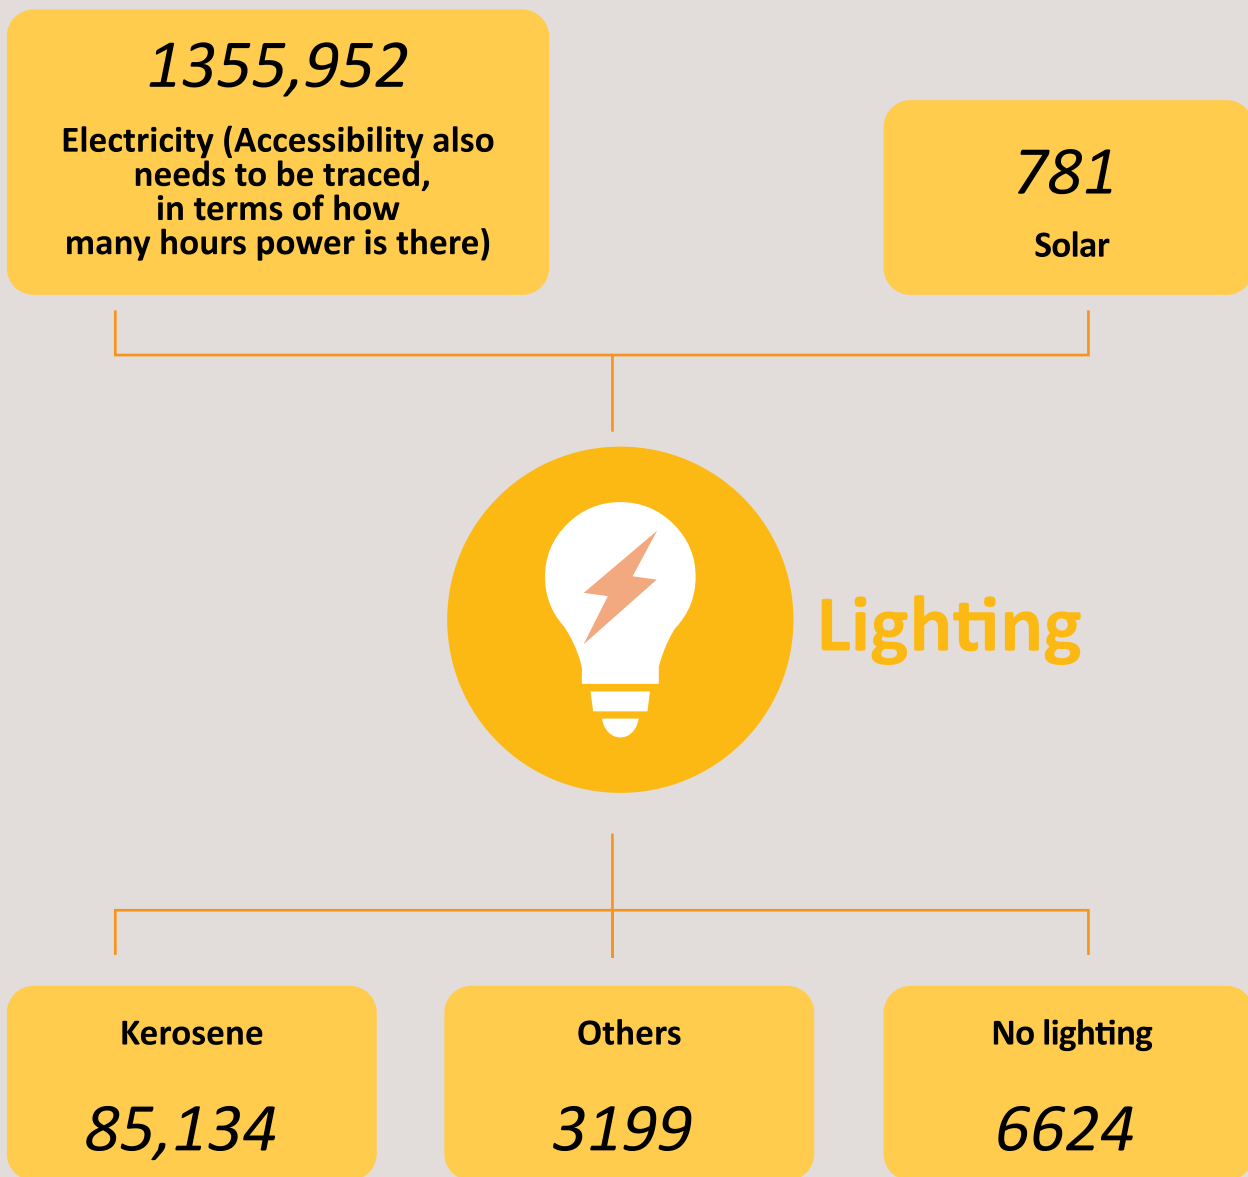 1355,952
Electricity (Accessibility also
needs to be traced,
in terms of how
many hours power is there)
781
Solar
Lighting
Kerosene
85,134
Others
3199
No lighting
6624